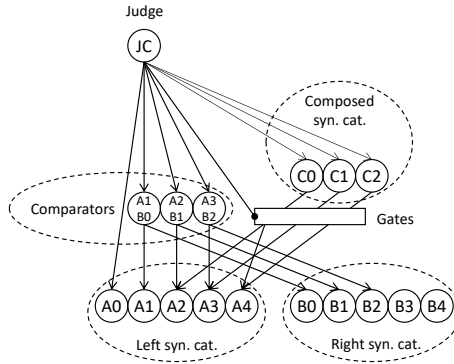 Judge
JC
Composed
syn. cat.
C0 C1 C2
Comparators
A1 A2 A3
B0 B1 B2
Gates
A0 A1 A2 A3 A4
B0 B1 B2 B3 B4
Left syn. cat.
Right syn. cat.